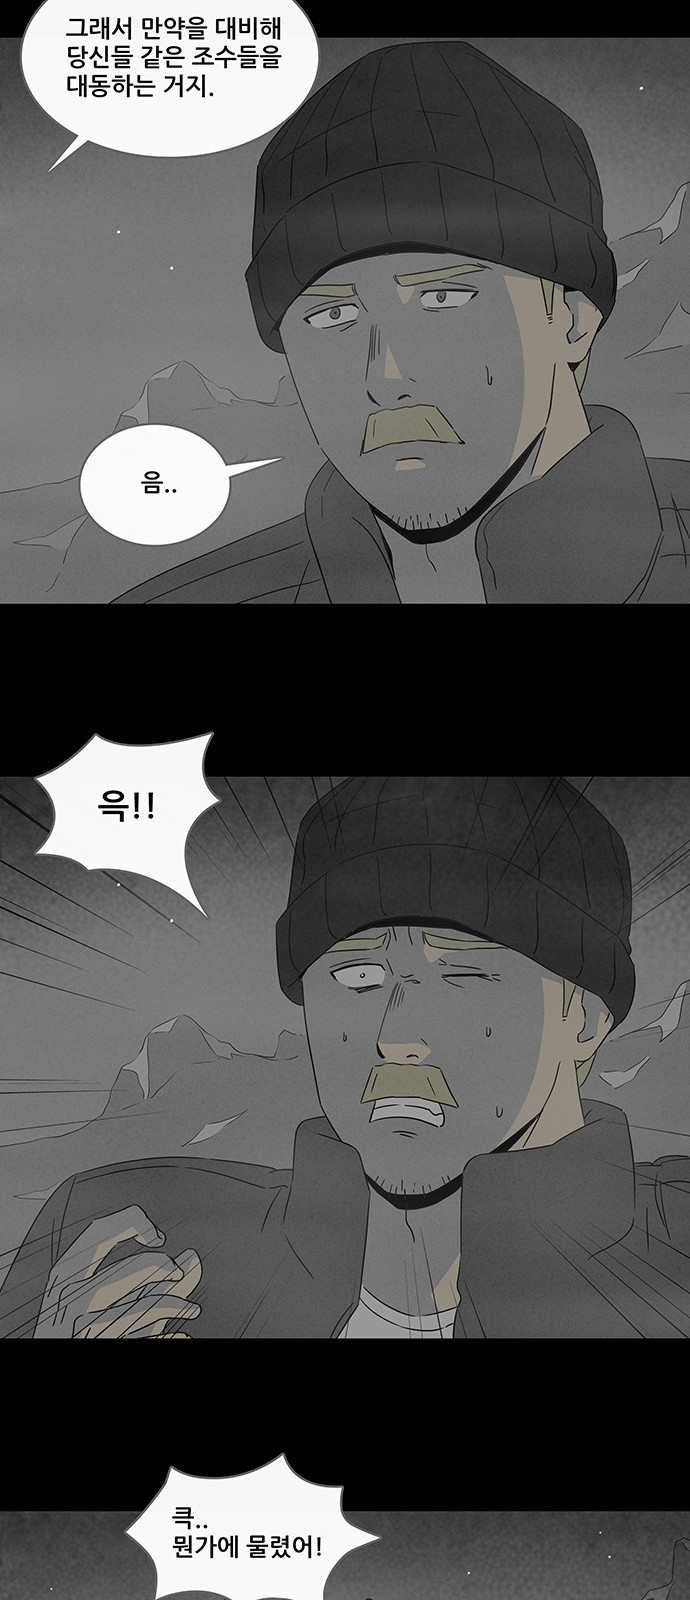 그래서 만약을 대비해
당신들 같은 조수들을
대동하는 거지.
음..
윽!!
큭..
뭔가에 물렸어!